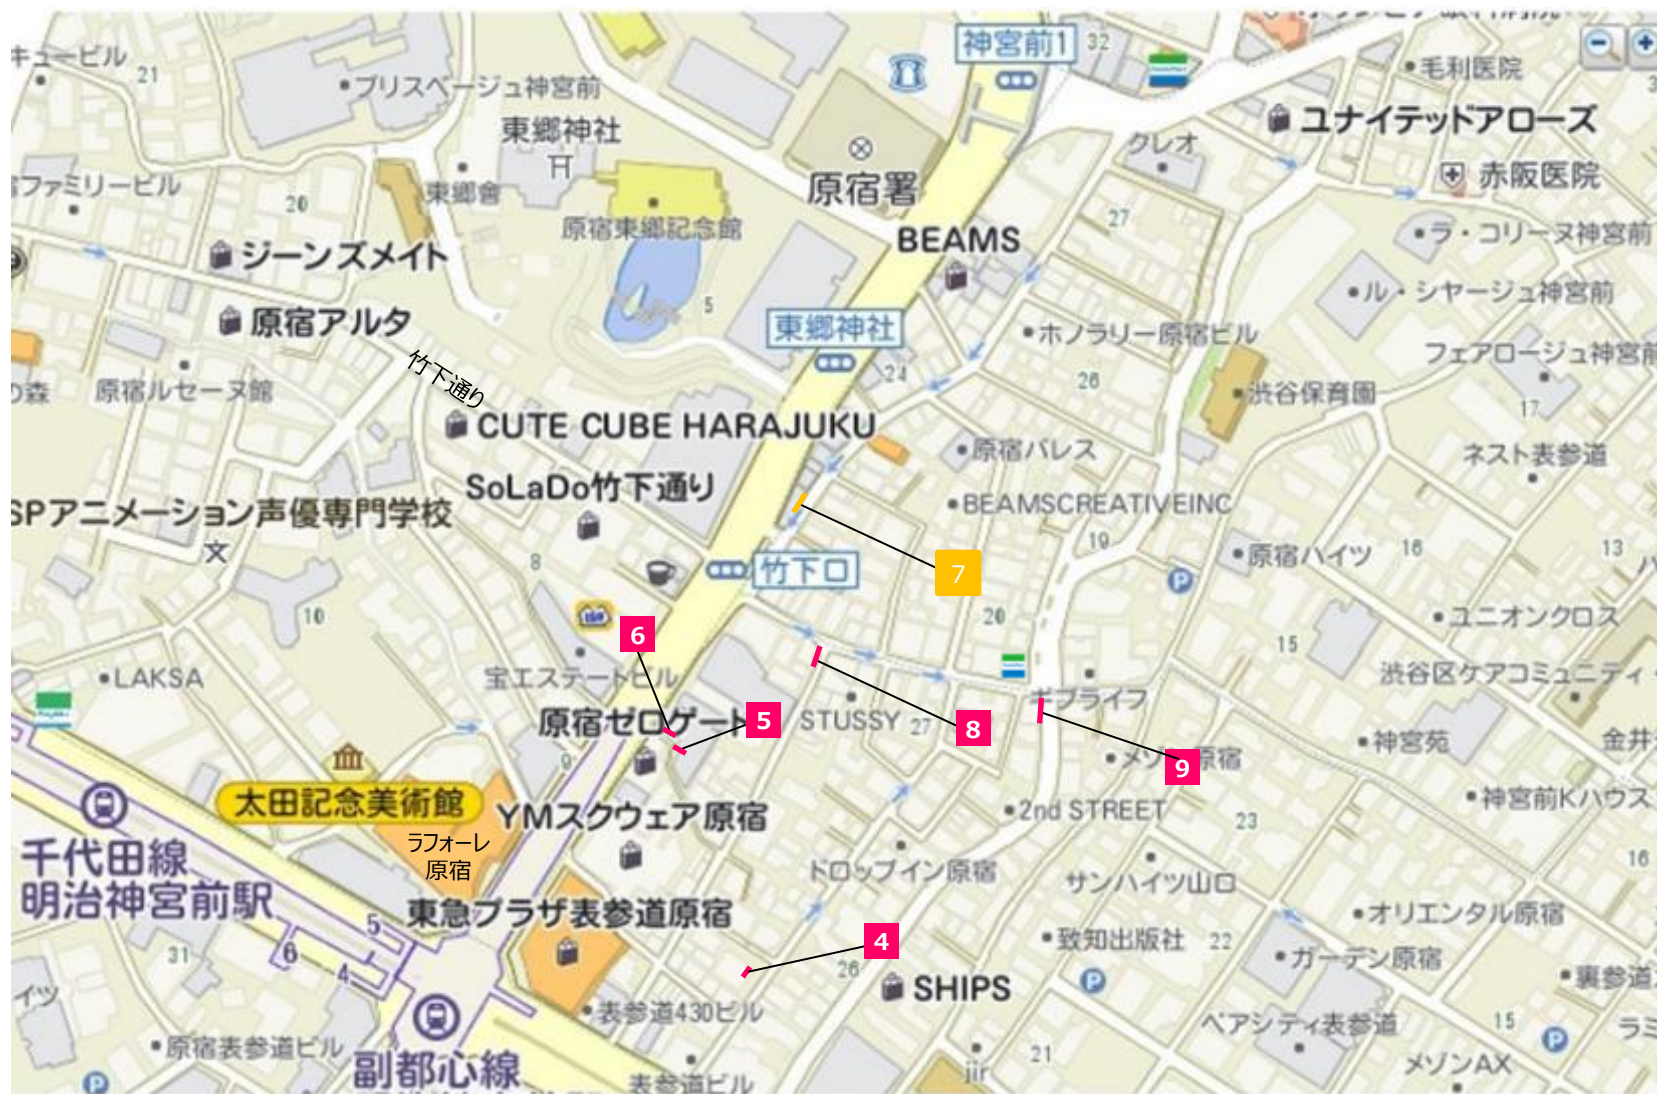 神宮前1
32
キュービル
21
ブリスベージュ神宮前
毛利医院
東郷神社
ユナイテッドアローズ
クレオ
原宿署
赤阪医院
ファミリービル
20
東郷會
27
原宿東郷記念館
BEAMS
ラ・コリーヌ神宮前
ジーンズメイト
ル・シャージュ神宮前
5
原宿アルタ
東郷神社
ホノラリー原宿ビル
フェアロージュ神宮前
竹下通り
24
26
の森
原宿ルセーヌ館
渋谷保育園
17
CUTE CUBE HARAJUKU
原宿パレス
ネスト表参道
SoLaDo竹下通り
BEAMSCREATIVEINC
SPアニメーション声優専門学校
19
原宿ハイツ
16
13
8
竹下口
7
10
20
ユニオンクロス
6
15
LAKSA
宝エステートビル
渋谷区ケアコミュニティ・
ギブライフ
原宿ゼロゲート
5
STUSSY
27
8
神宮苑
金井
9
メゾン原宿
9
太田記念美術館
YMスクウェア原宿
2nd STREET
神宮前Kハウス
23
ラフォーレ
原宿
千代田線
明治神宮前駅
ドロップイン原宿
サンハイツ山口
16
東急プラザ表参道原宿
オリエンタル原宿
5
6
4
31
4
致知出版社
22
ガーデン原宿
26
SHIPS
裏参道
イツ
表参道430ビル
ペアシティ表参道
15
ラミ
原宿表参道ビル
副都心線
21
jir
メゾンAX
表参道ビル